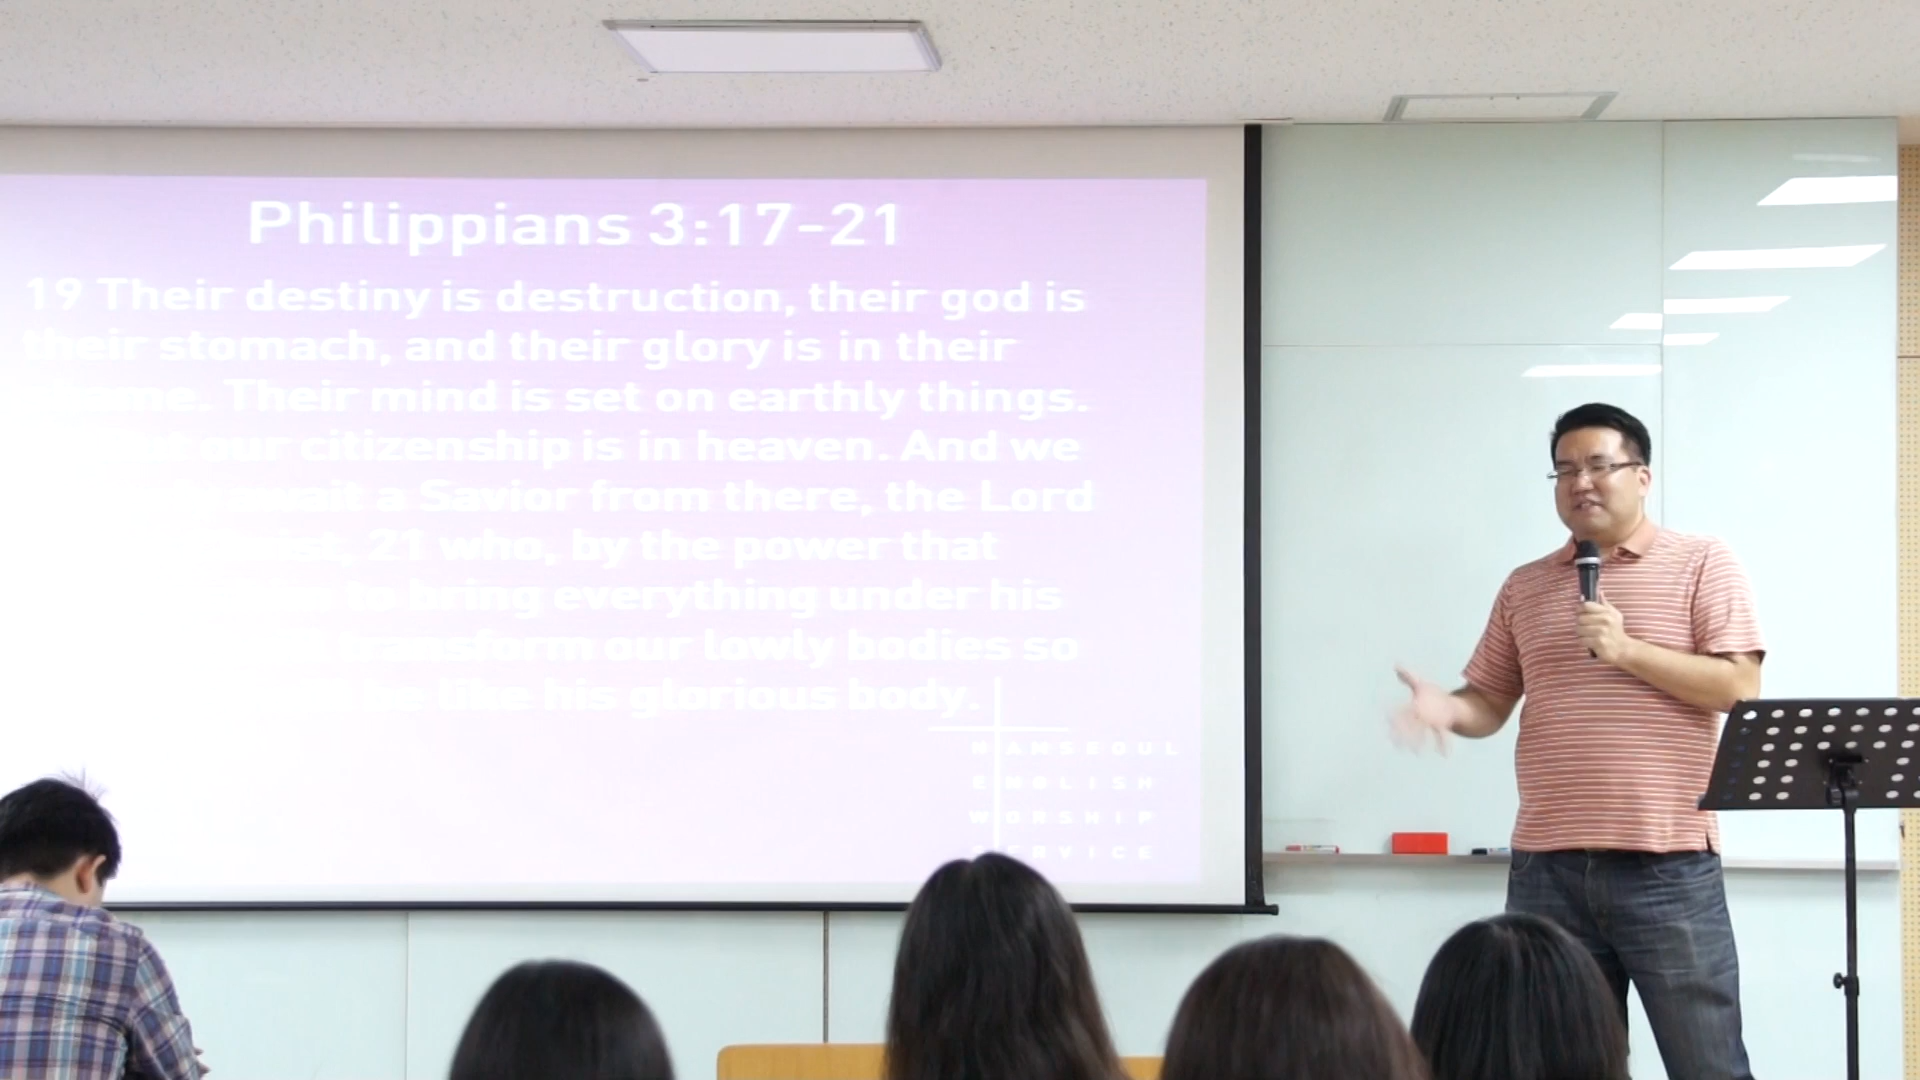 Philippians 3:17-21
19 Their destiny is destruction, their god is
their stomach, and their glory is in their
Their mind is set on earthly things.
our citizenship is in heaven. And we
await a Savior from there, the Lord
21 who, by the power that
to bring everything under his
transform our lowly bodies so
be like his glorious body.
NAMSEOUL
ENGLISH
WORSHIP
SERVICE